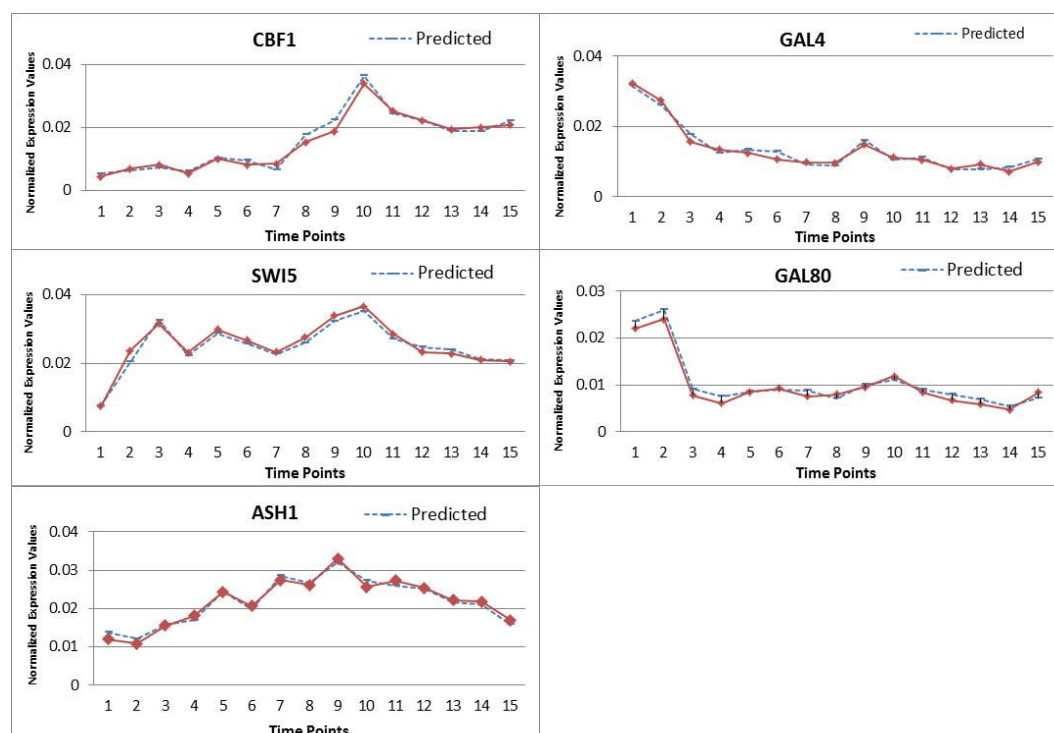 CBF1
Predicted
Normalized Expression Values
0.04
0.02
0
1 2 3 4 5 6 7 8 9 10 11 12 13 14 15
Time Points
GAL4
Predicted
Normalized Expression Values
0.04
0.02
0
1 2 3 4 5 6 7 8 9 10 11 12 13 14 15
Time Points
SWI5
Predicted
Normalized Expression Values
0.04
0.02
0
1 2 3 4 5 6 7 8 9 10 11 12 13 14 15
Time Points
GAL80
Predicted
Normalized Expression Values
0.03
0.02
0.01
0
1 2 3 4 5 6 7 8 9 10 11 12 13 14 15
Time Points
ASH1
Predicted
Normalized Expression Values
0.04
0.03
0.02
0.01
0
1 2 3 4 5 6 7 8 9 10 11 12 13 14 15
Time Points